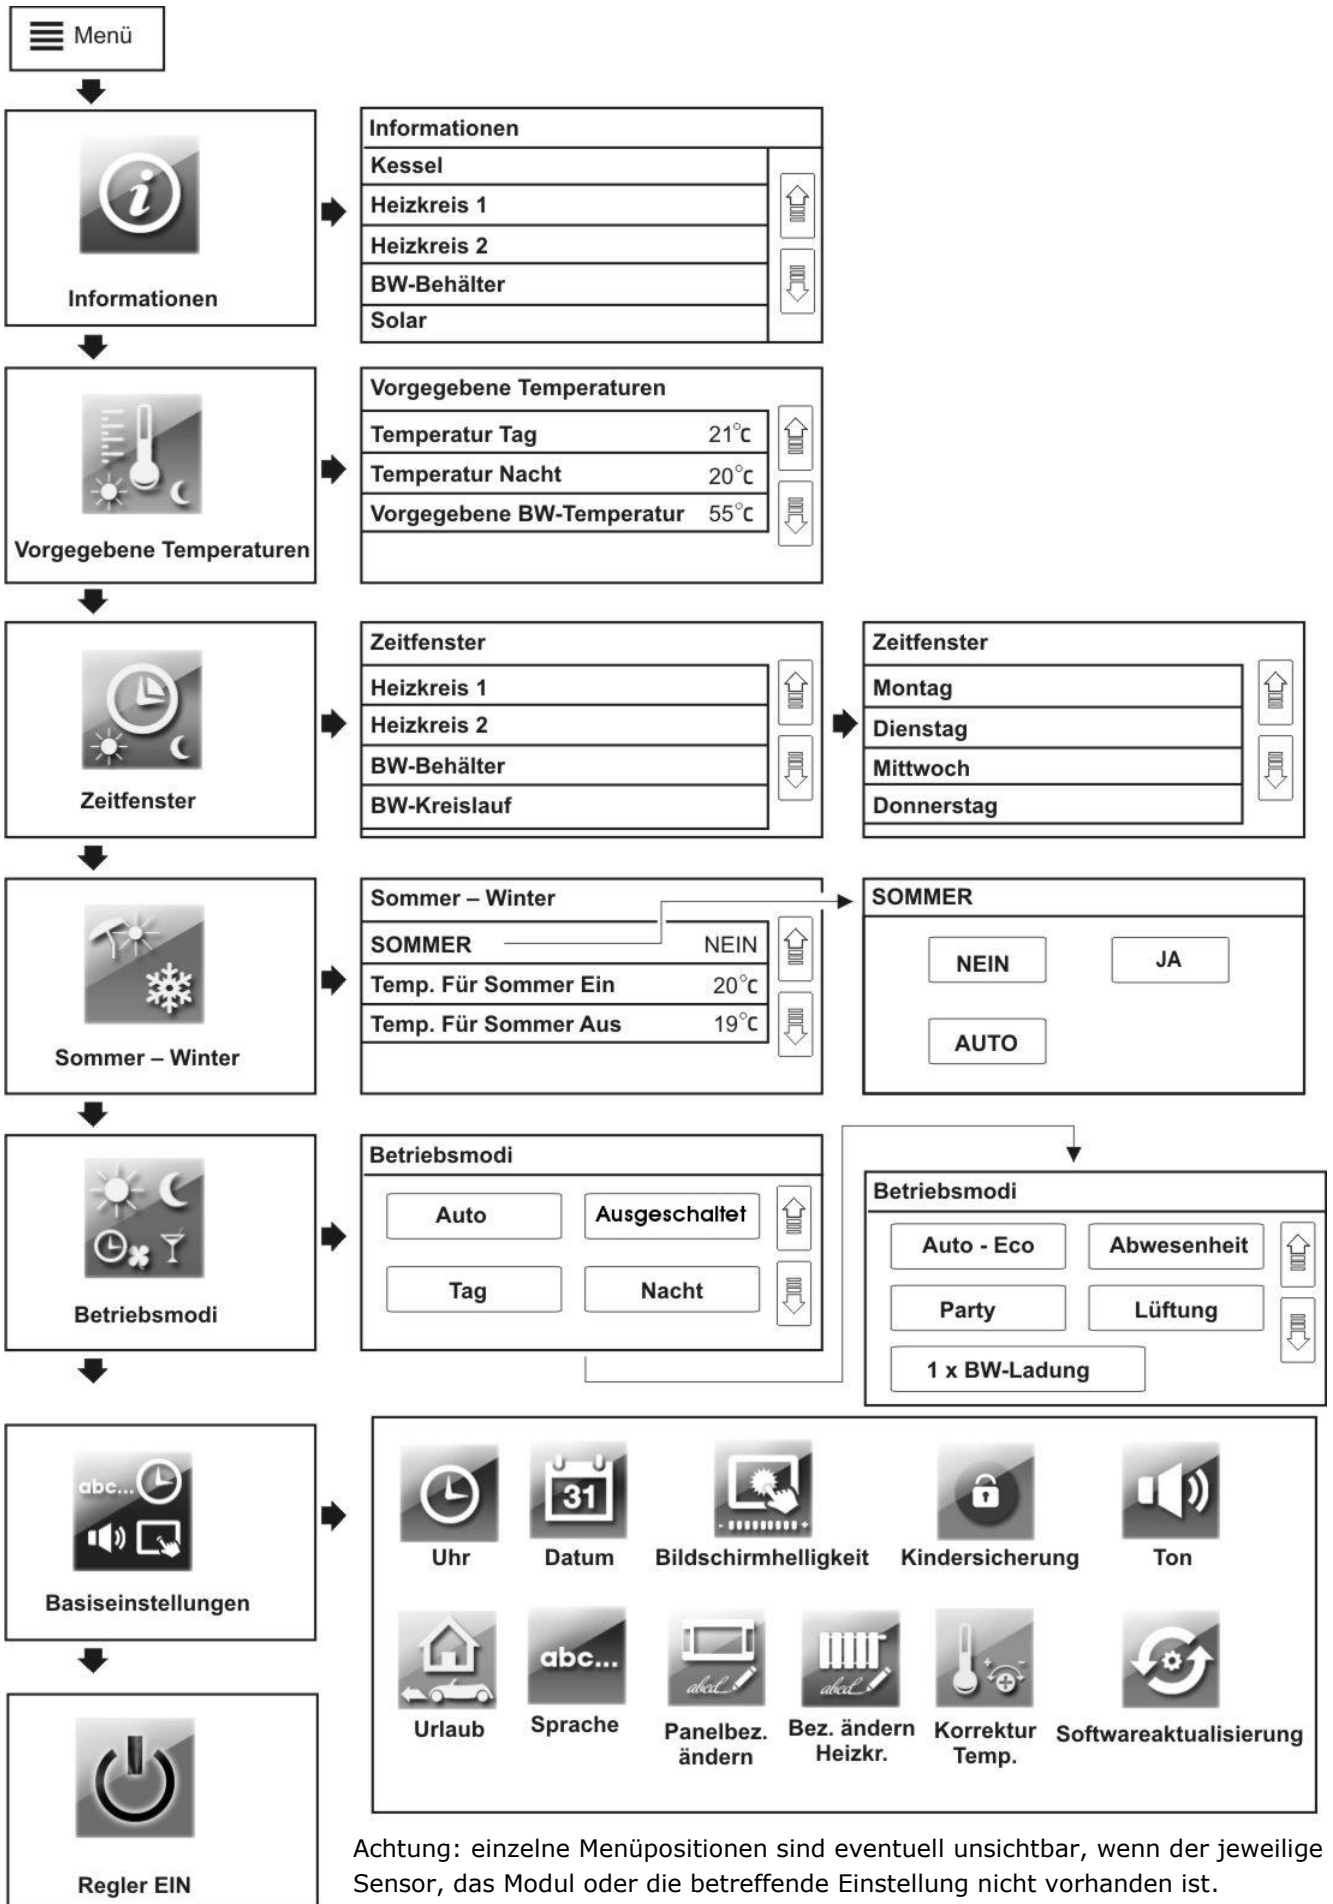 Menü
Informationen
Informationen
Kessel
Heizkreis 1
Heizkreis 2
BW-Behälter
Solar
Vorgegebene Temperaturen
Vorgegebene Temperaturen
Temperatur Tag 21°C
Temperatur Nacht 20°C
Vorgegebene BW-Temperatur 55°C
Zeitfenster
Zeitfenster
Heizkreis 1
Heizkreis 2
BW-Behälter
BW-Kreislauf
Zeitfenster
Montag
Dienstag
Mittwoch
Donnerstag
Sommer – Winter
Sommer – Winter
SOMMER NEIN
Temp. Für Sommer Ein 20°C
Temp. Für Sommer Aus 19°C
SOMMER
NEIN JA
AUTO
Betriebsmodi
Betriebsmodi
Auto Ausgeschaltet
Tag Nacht
Betriebsmodi
Auto - Eco Abwesenheit
Party Lüftung
1 x BW-Ladung
abc...
Basiseinstellungen
31
- +
Uhr Datum Bildschirmhelligkeit Kindersicherung Ton
abc... abcd abcd + -
Urlaub Sprache Panelbez. ändern Bez. ändern Heizkr. Korrektur Temp. Softwareaktualisierung
Regler EIN
Achtung: einzelne Menüpositionen sind eventuell unsichtbar, wenn der jeweilige
Sensor, das Modul oder die betreffende Einstellung nicht vorhanden ist.